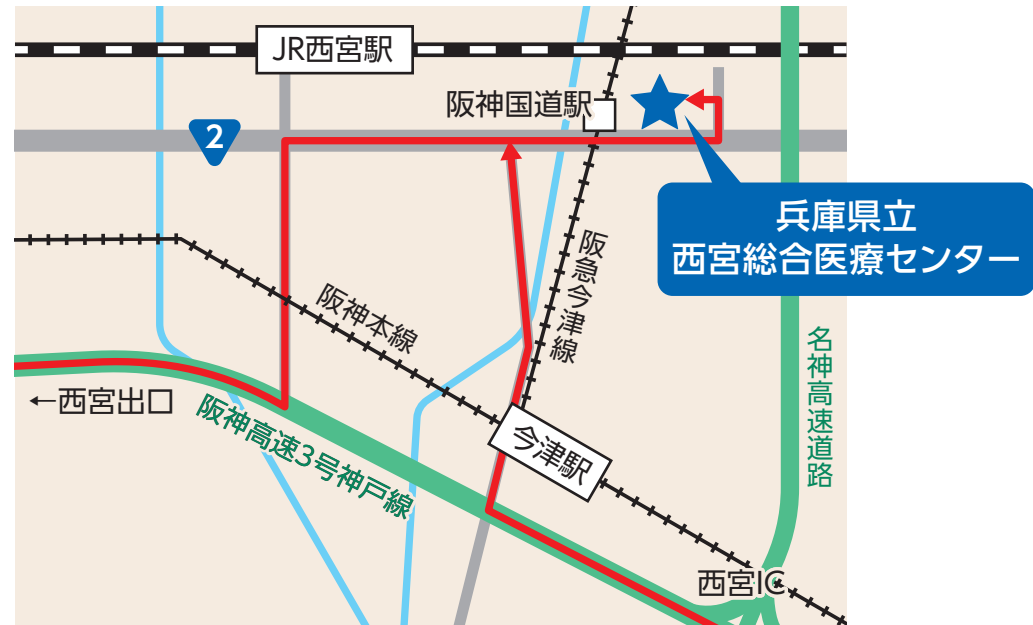 JR西宮駅
阪神国道駅
2
兵庫県立
西宮総合医療センター
阪急今津線
阪神本線
名神高速道路
←西宮出口
阪神高速3号神戸線
今津駅
西宮IC